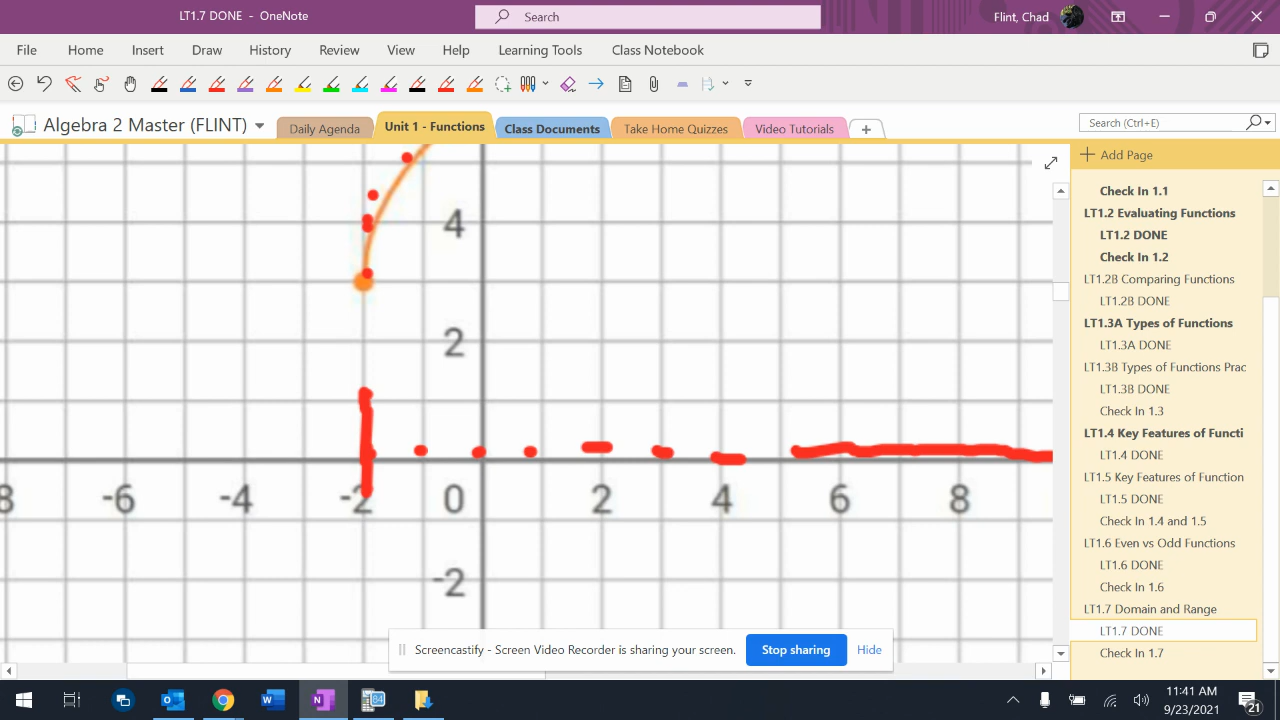 LT1.7 DONE - OneNote
Search
Flint, Chad
File Home Insert Draw History Review View Help Learning Tools Class Notebook
Algebra 2 Master (FLINT)
Daily Agenda
Unit 1 - Functions
Class Documents
Take Home Quizzes
Video Tutorials
+
Search (Ctrl+E)
Add Page
Check In 1.1
LT1.2 Evaluating Functions
LT1.2 DONE
Check In 1.2
LT1.2B Comparing Functions
LT1.2B DONE
LT1.3A Types of Functions
LT1.3A DONE
LT1.3B Types of Functions Prac
LT1.3B DONE
Check In 1.3
LT1.4 Key Features of Functi
LT1.4 DONE
LT1.5 Key Features of Function
LT1.5 DONE
Check In 1.4 and 1.5
LT1.6 Even vs Odd Functions
LT1.6 DONE
Check In 1.6
LT1.7 Domain and Range
LT1.7 DONE
Check In 1.7
4
2
8 -6 -4 -2 0 2 4 6 8
-2
Screencastify - Screen Video Recorder is sharing your screen.
Stop sharing
Hide
11:41 AM
9/23/2021
21